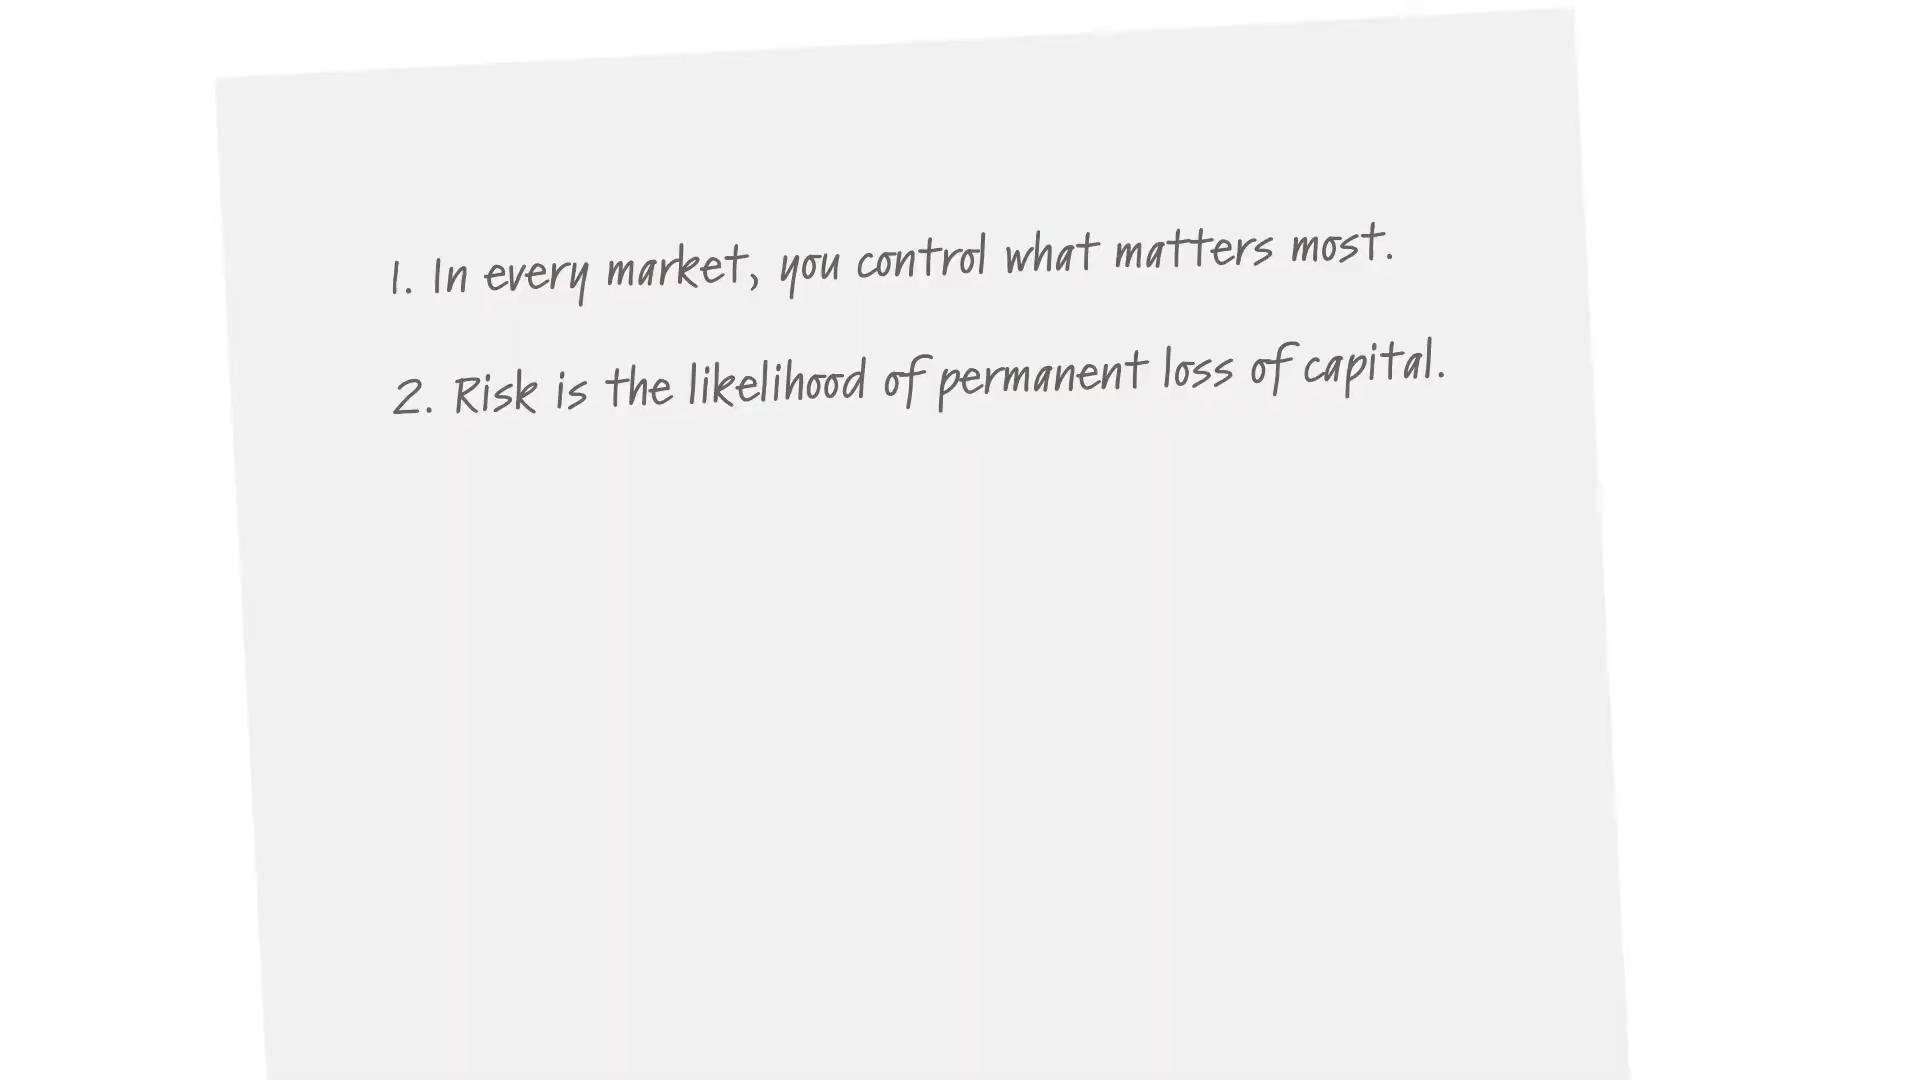 1. In every market, you control what matters most.
2. Risk is the likelihood of permanent loss of capital.